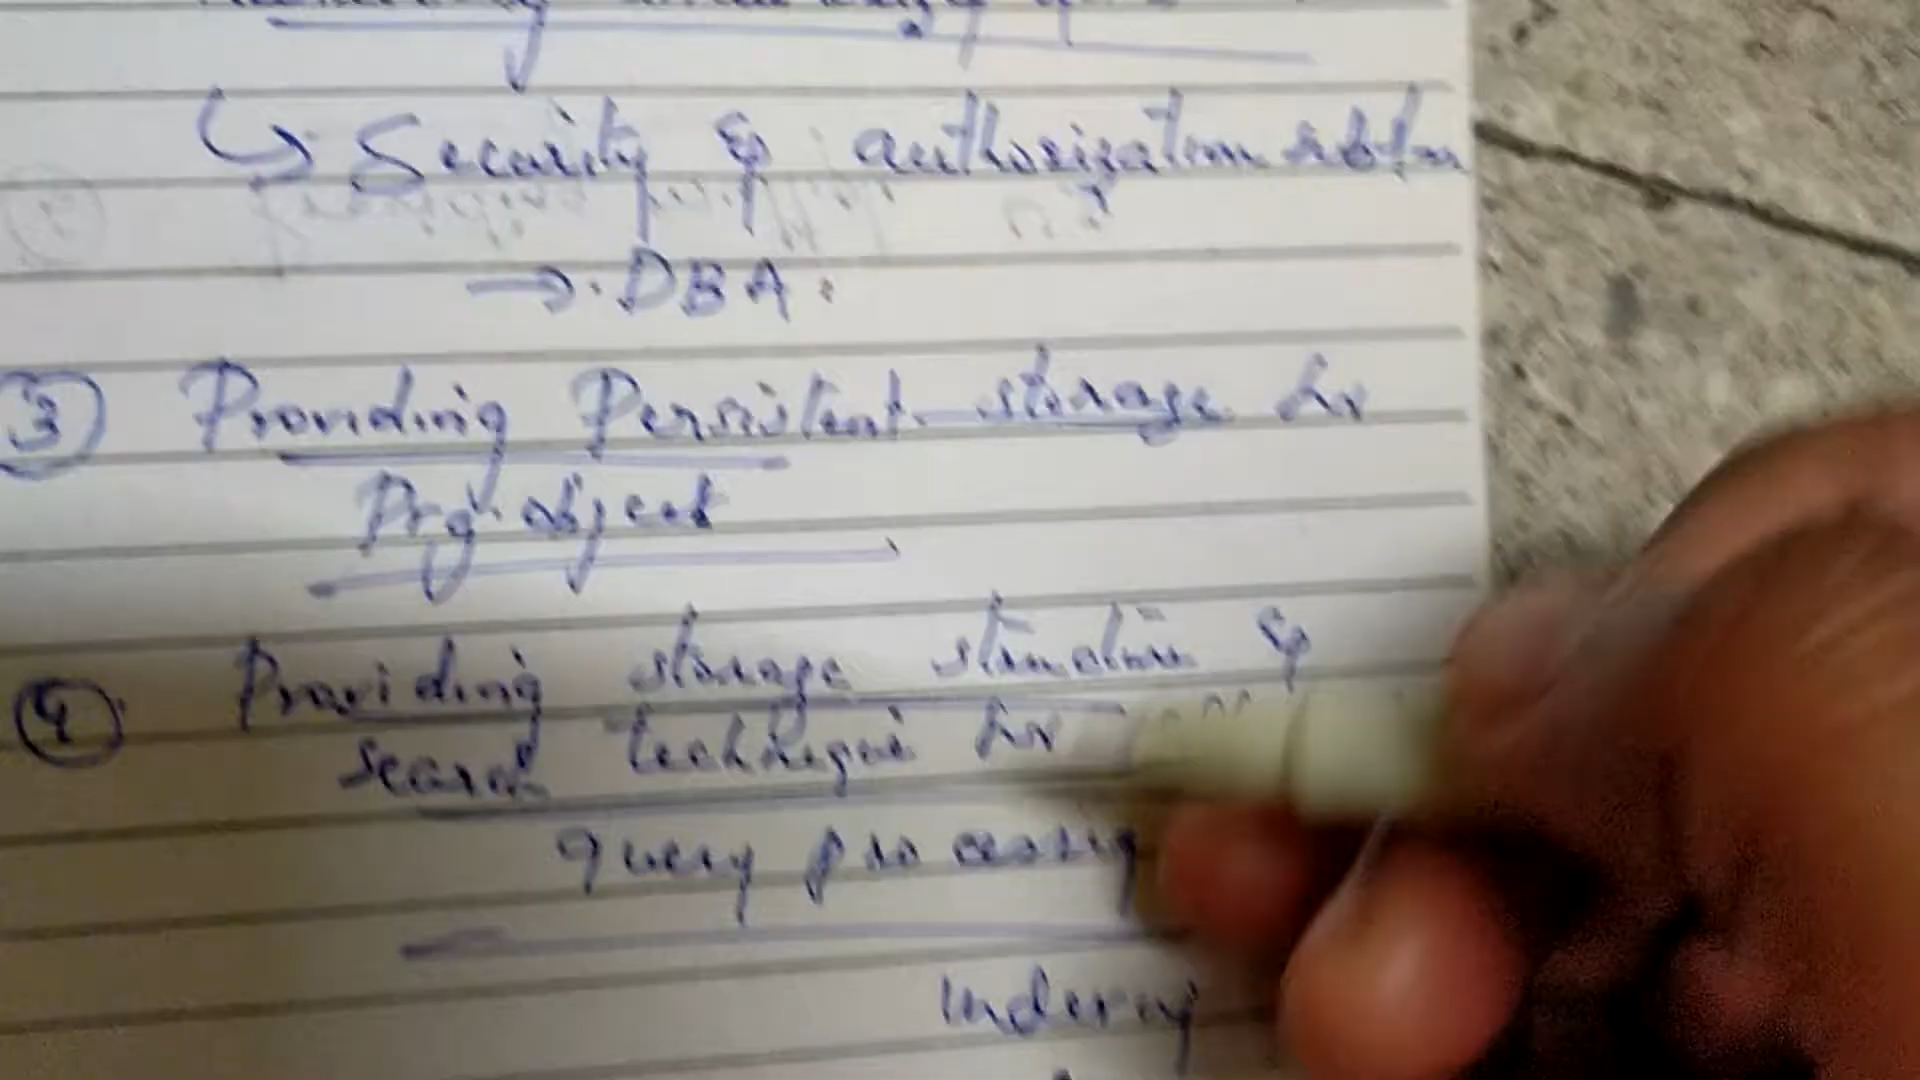 ↳ Security & authorization sbtm
→ DBA.
③ Providing Persistent storage for
Prg. object
④ Providing storage structure &
search technique for
query processing
Indexing